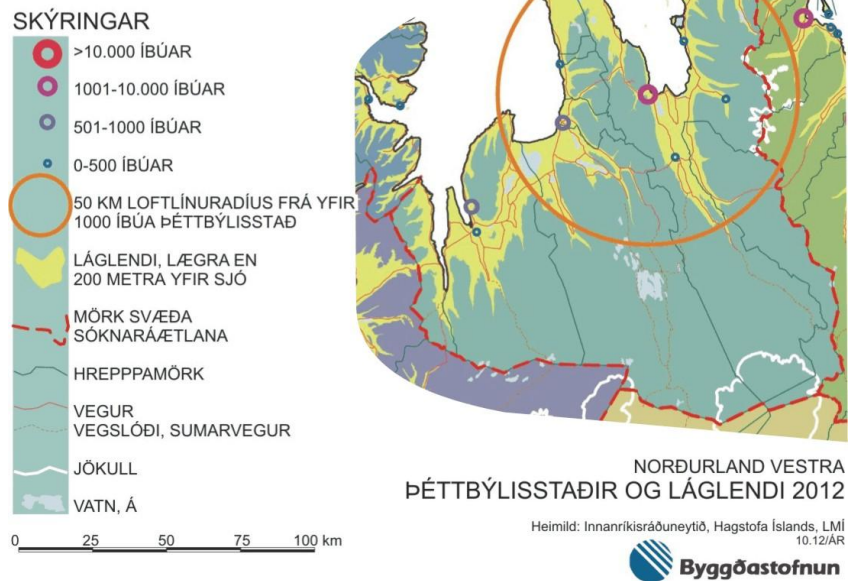 SKÝRINGAR
>10.000 ÍBÚAR
1001-10.000 ÍBÚAR
501-1000 ÍBÚAR
0-500 ÍBÚAR
50 KM LOFTLÍNURADÍUS FRÁ YFIR
1000 ÍBÚA ÞÉTTBÝLISSTAÐ
LÁGLENDI, LÆGRA EN
200 METRA YFIR SJÓ
MÖRK SVÆÐA
SÓKNARÁÆTLANA
HREPPPAMÖRK
VEGUR
VEGSLÓÐI, SUMARVEGUR
JÖKULL
VATN, Á
0 25 50 75 100 km
NORÐURLAND VESTRA
ÞÉTTBÝLISSTAÐIR OG LÁGLENDI 2012
Heimild: Innanríkisráðuneytið, Hagstofa Íslands, LMÍ
10.12/ÁR
Byggðastofnun